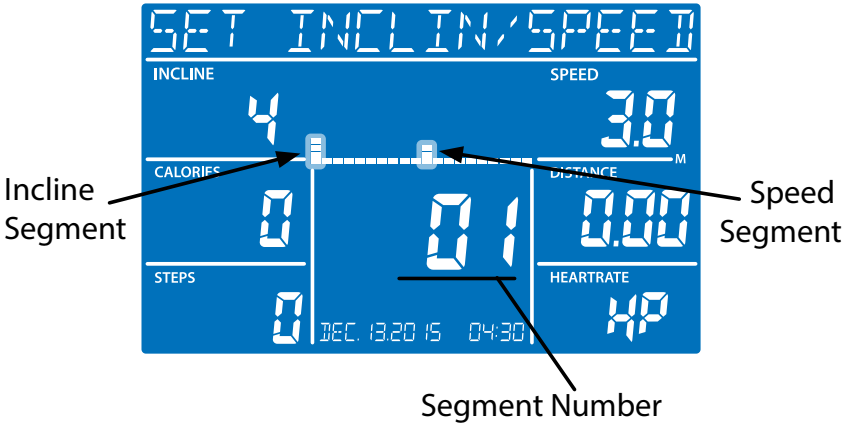 SET INCLIN/SPEED
INCLINE
SPEED
4
3.0
M
CALORIES
DISTANCE
Incline
Segment
Speed
Segment
0
01
0.00
STEPS
HEARTRATE
0
HP
DEC. 13.2015 04:30
Segment Number